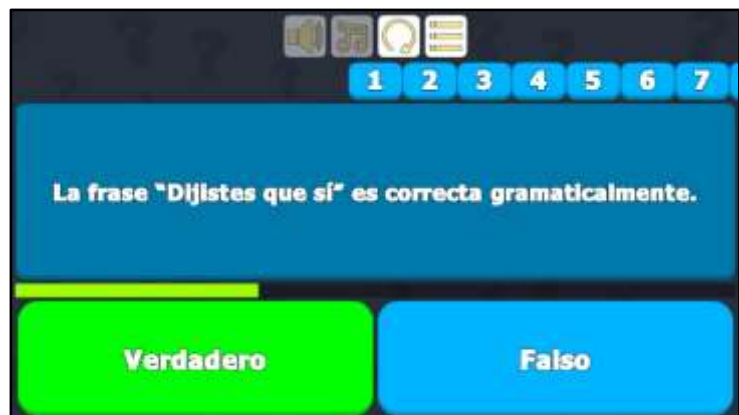 1 2 3 4 5 6 7
La frase "Dijistes que sí" es correcta gramaticalmente.
Verdadero
Falso